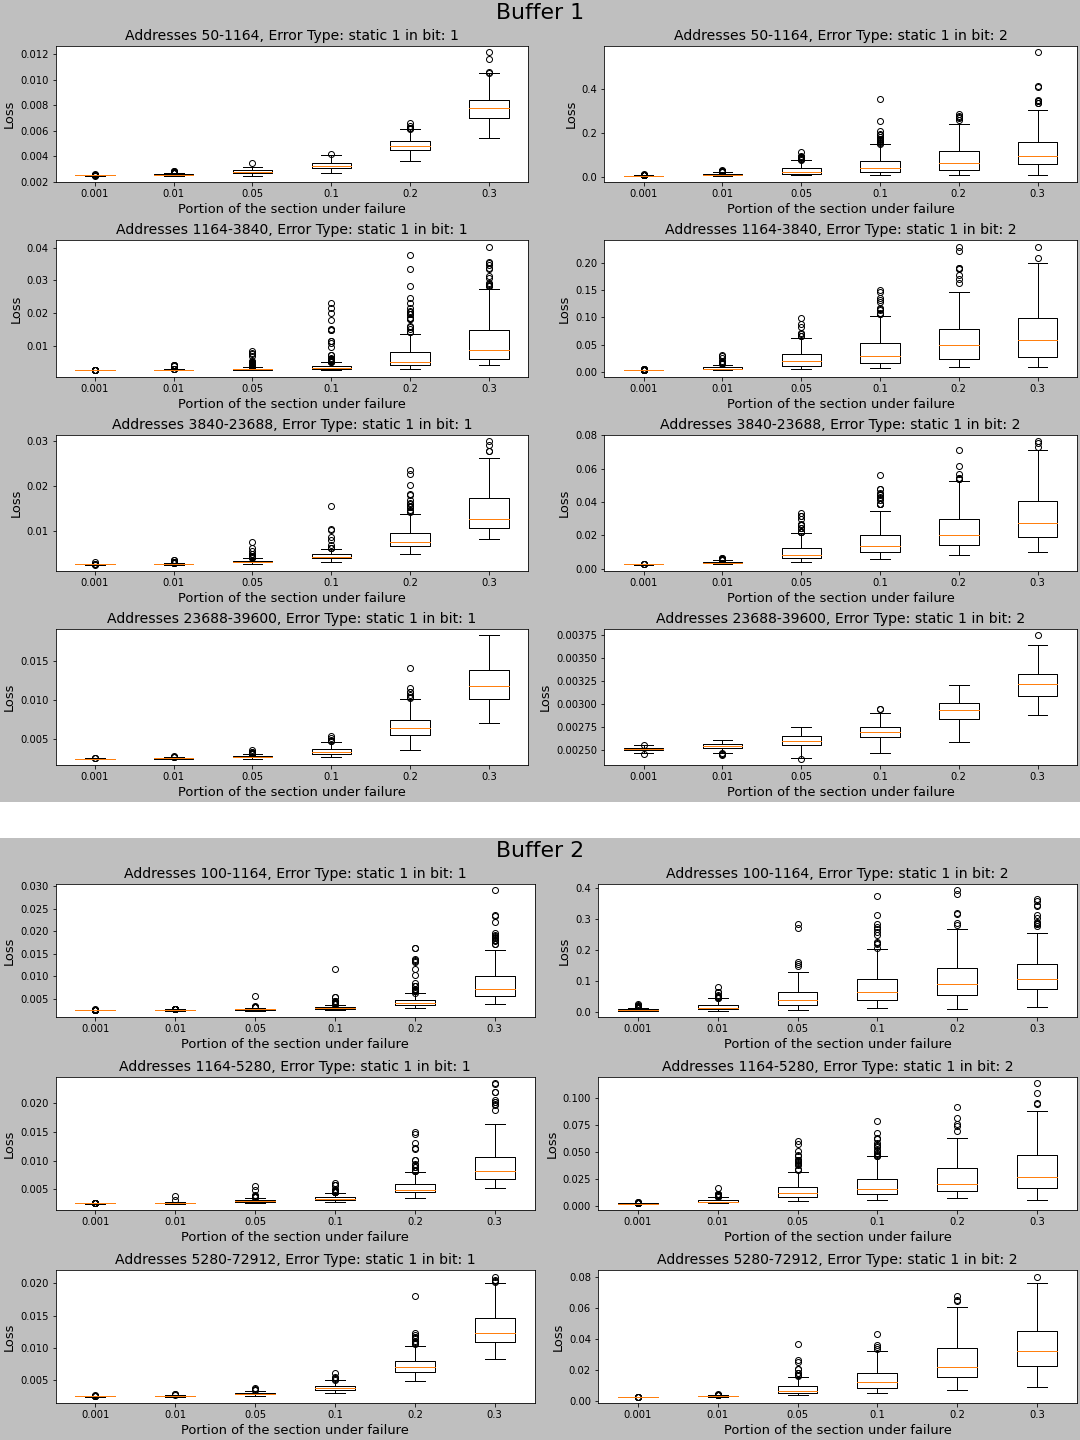 Buffer 1
Addresses 50-1164, Error Type: static 1 in bit: 1
Loss
0.012
0.010
0.008
0.006
0.004
0.002
0.001 0.01 0.05 0.1 0.2 0.3
Portion of the section under failure
Addresses 50-1164, Error Type: static 1 in bit: 2
Loss
0.4
0.2
0.0
0.001 0.01 0.05 0.1 0.2 0.3
Portion of the section under failure
Addresses 1164-3840, Error Type: static 1 in bit: 1
Loss
0.04
0.03
0.02
0.01
0.001 0.01 0.05 0.1 0.2 0.3
Portion of the section under failure
Addresses 1164-3840, Error Type: static 1 in bit: 2
Loss
0.20
0.15
0.10
0.05
0.00
0.001 0.01 0.05 0.1 0.2 0.3
Portion of the section under failure
Addresses 3840-23688, Error Type: static 1 in bit: 1
Loss
0.03
0.02
0.01
0.001 0.01 0.05 0.1 0.2 0.3
Portion of the section under failure
Addresses 3840-23688, Error Type: static 1 in bit: 2
Loss
0.08
0.06
0.04
0.02
0.00
0.001 0.01 0.05 0.1 0.2 0.3
Portion of the section under failure
Addresses 23688-39600, Error Type: static 1 in bit: 1
Loss
0.015
0.010
0.005
0.001 0.01 0.05 0.1 0.2 0.3
Portion of the section under failure
Addresses 23688-39600, Error Type: static 1 in bit: 2
Loss
0.00375
0.00350
0.00325
0.00300
0.00275
0.00250
0.001 0.01 0.05 0.1 0.2 0.3
Portion of the section under failure
Buffer 2
Addresses 100-1164, Error Type: static 1 in bit: 1
Loss
0.030
0.025
0.020
0.015
0.010
0.005
0.001 0.01 0.05 0.1 0.2 0.3
Portion of the section under failure
Addresses 100-1164, Error Type: static 1 in bit: 2
Loss
0.4
0.3
0.2
0.1
0.0
0.001 0.01 0.05 0.1 0.2 0.3
Portion of the section under failure
Addresses 1164-5280, Error Type: static 1 in bit: 1
Loss
0.020
0.015
0.010
0.005
0.001 0.01 0.05 0.1 0.2 0.3
Portion of the section under failure
Addresses 1164-5280, Error Type: static 1 in bit: 2
Loss
0.100
0.075
0.050
0.025
0.000
0.001 0.01 0.05 0.1 0.2 0.3
Portion of the section under failure
Addresses 5280-72912, Error Type: static 1 in bit: 1
Loss
0.020
0.015
0.010
0.005
0.001 0.01 0.05 0.1 0.2 0.3
Portion of the section under failure
Addresses 5280-72912, Error Type: static 1 in bit: 2
Loss
0.08
0.06
0.04
0.02
0.00
0.001 0.01 0.05 0.1 0.2 0.3
Portion of the section under failure